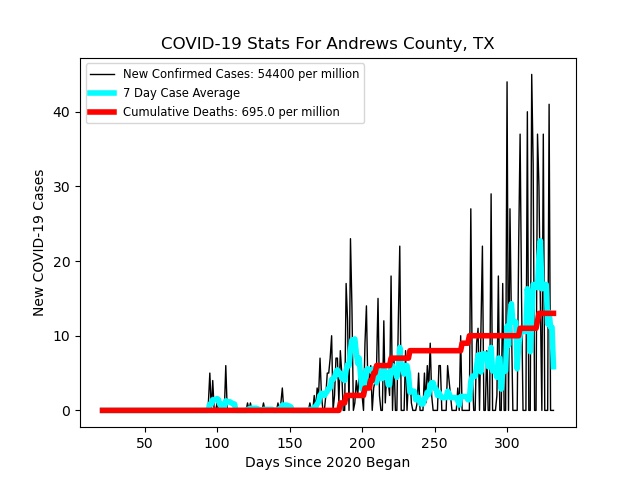 COVID-19 Stats For Andrews County, TX
New Confirmed Cases: 54400 per million
7 Day Case Average
Cumulative Deaths: 695.0 per million
New COVID-19 Cases
40
30
20
10
0
50
100
150
200
250
300
Days Since 2020 Began